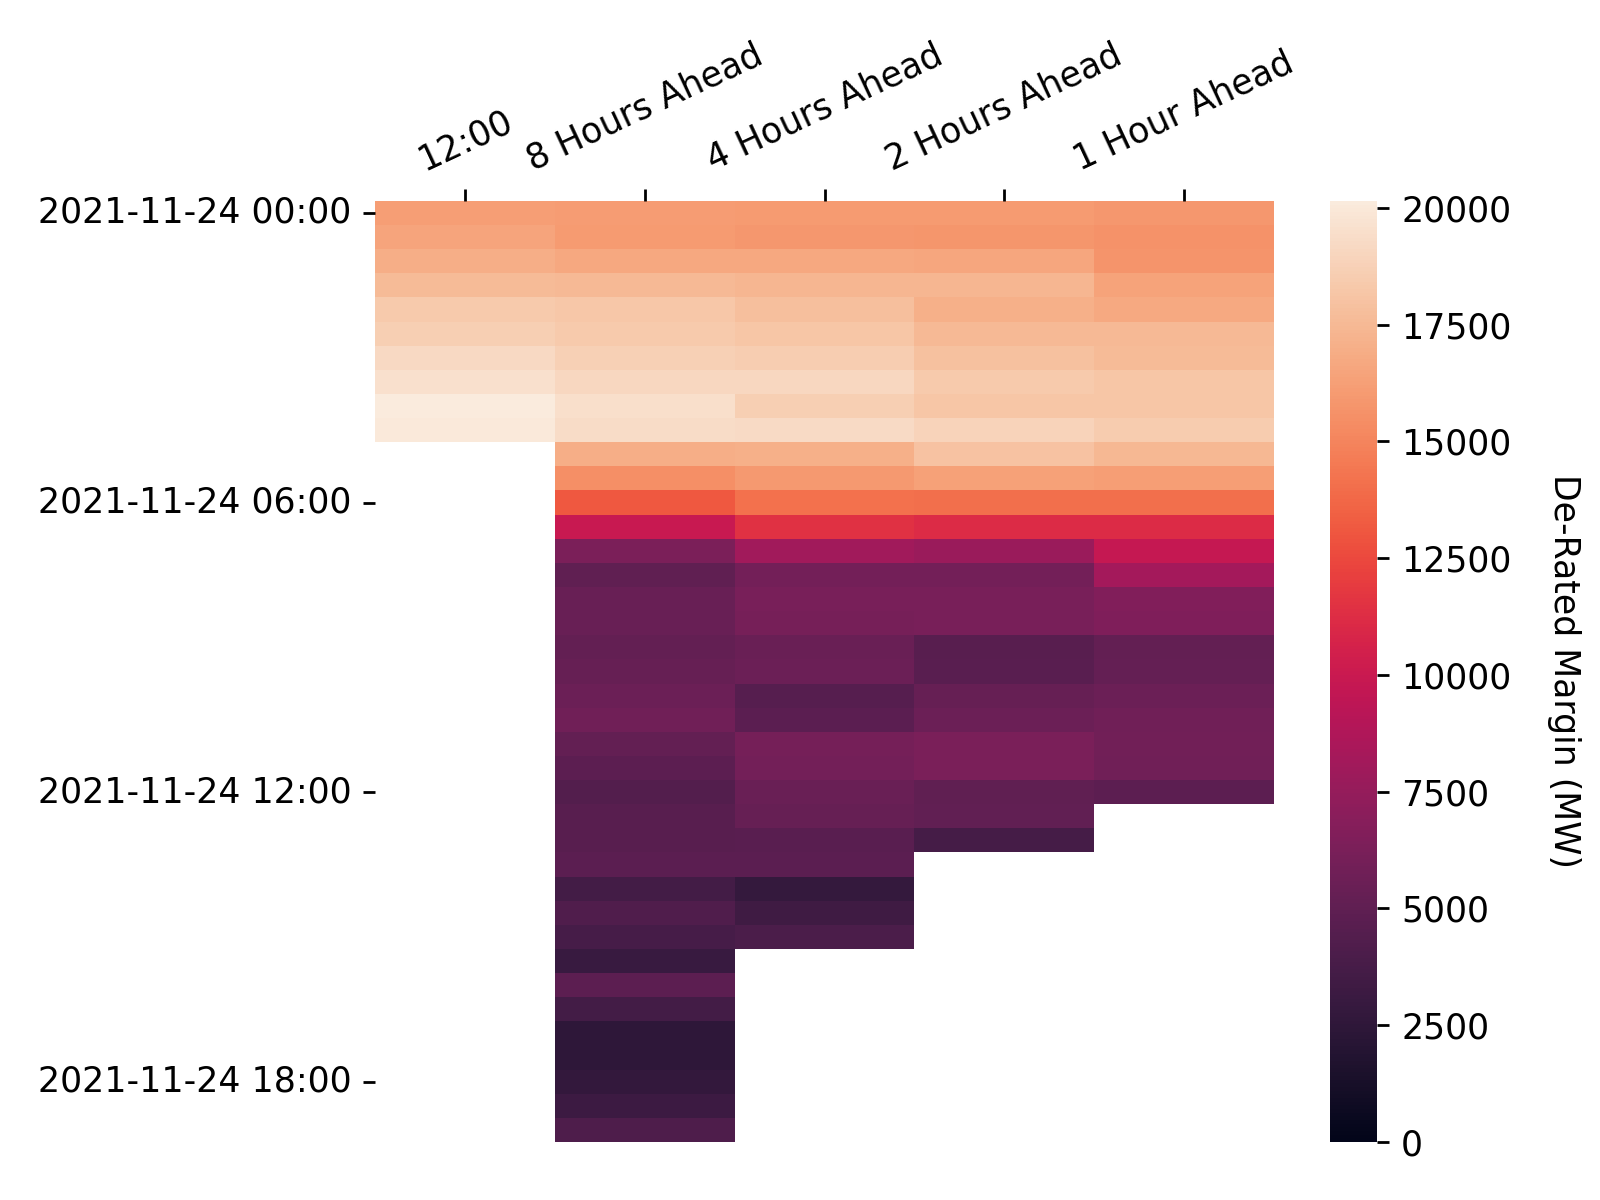 12:00
8 Hours Ahead
4 Hours Ahead
2 Hours Ahead
1 Hour Ahead
2021-11-24 00:00
2021-11-24 06:00
2021-11-24 12:00
2021-11-24 18:00
20000
17500
15000
12500
10000
7500
5000
2500
0
De-Rated Margin (MW)